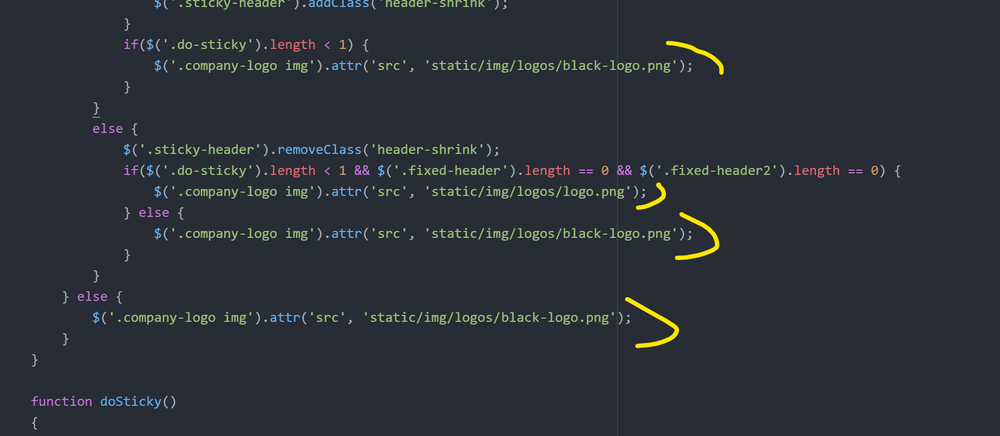 $('.sticky-header').addClass('header-shrink');
}
if($('.do-sticky').length < 1) {
$('.company-logo img').attr('src', 'static/img/logos/black-logo.png');
}
}
else {
$('.sticky-header').removeClass('header-shrink');
if($('.do-sticky').length < 1 && $('.fixed-header').length == 0 && $('.fixed-header2').length == 0) {
$('.company-logo img').attr('src', 'static/img/logos/logo.png');
} else {
$('.company-logo img').attr('src', 'static/img/logos/black-logo.png');
}
}
} else {
$('.company-logo img').attr('src', 'static/img/logos/black-logo.png');
}
}
function doSticky()
{